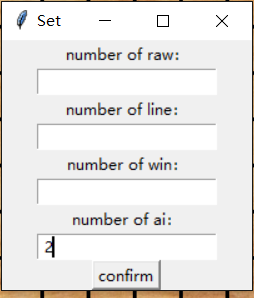 Set
number of raw:
number of line:
number of win:
number of ai:
2
confirm